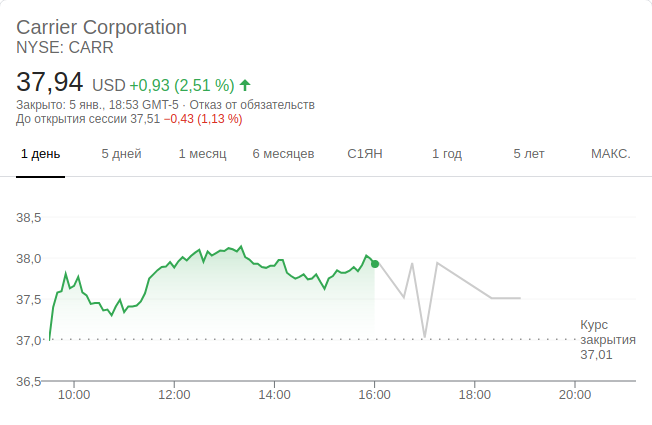 Carrier Corporation
NYSE: CARR
37,94 USD +0,93 (2,51 %)
Закрыто: 5 янв., 18:53 GMT-5 · Отказ от обязательств
До открытия сессии 37,51 −0,43 (1,13 %)
1 день 5 дней 1 месяц 6 месяцев С1ЯН 1 год 5 лет МАКС.
38,5
38,0
37,5
37,0
36,5
Курс
закрытия
37,01
10:00 12:00 14:00 16:00 18:00 20:00